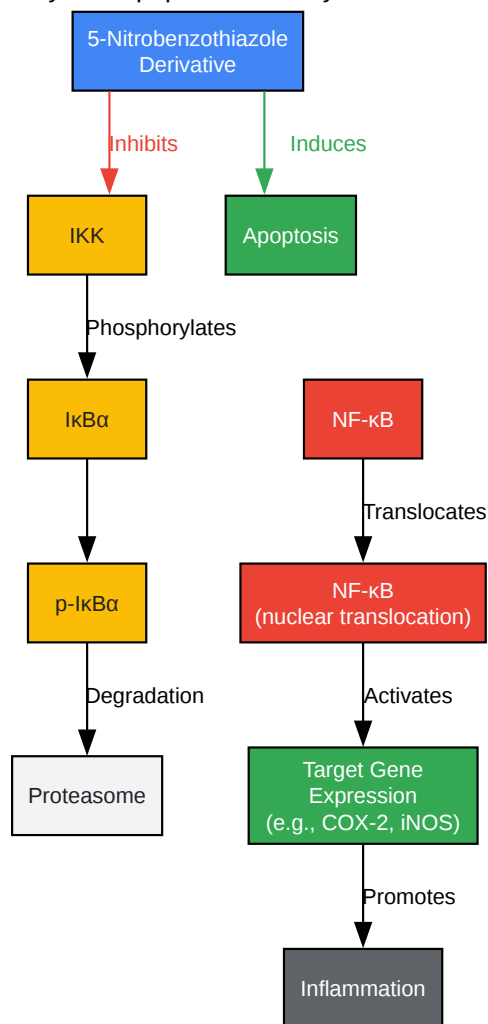 5-Nitrobenzothiazole
Derivative
Inhibits
Induces
IKK
Apoptosis
Phosphorylates
IκBα
NF-κB
Translocates
p-IκBα
NF-κB
(nuclear translocation)
Degradation
Activates
Proteasome
Target Gene
Expression
(e.g., COX-2, iNOS)
Promotes
Inflammation